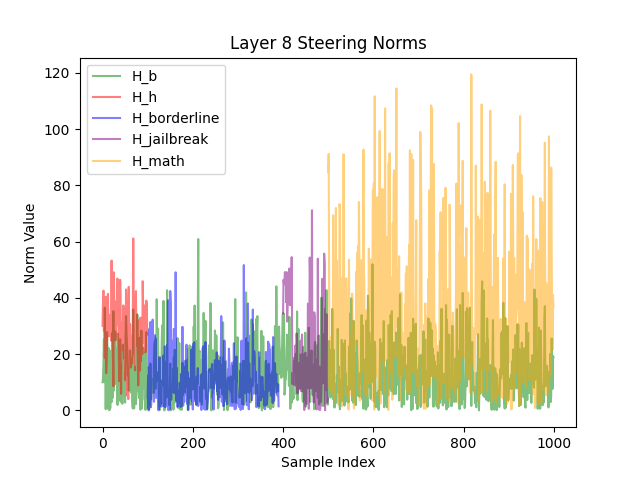 Layer 8 Steering Norms
120
100
80
60
40
20
0
Norm Value
H_b
H_h
H_borderline
H_jailbreak
H_math
0
200
400
600
800
1000
Sample Index